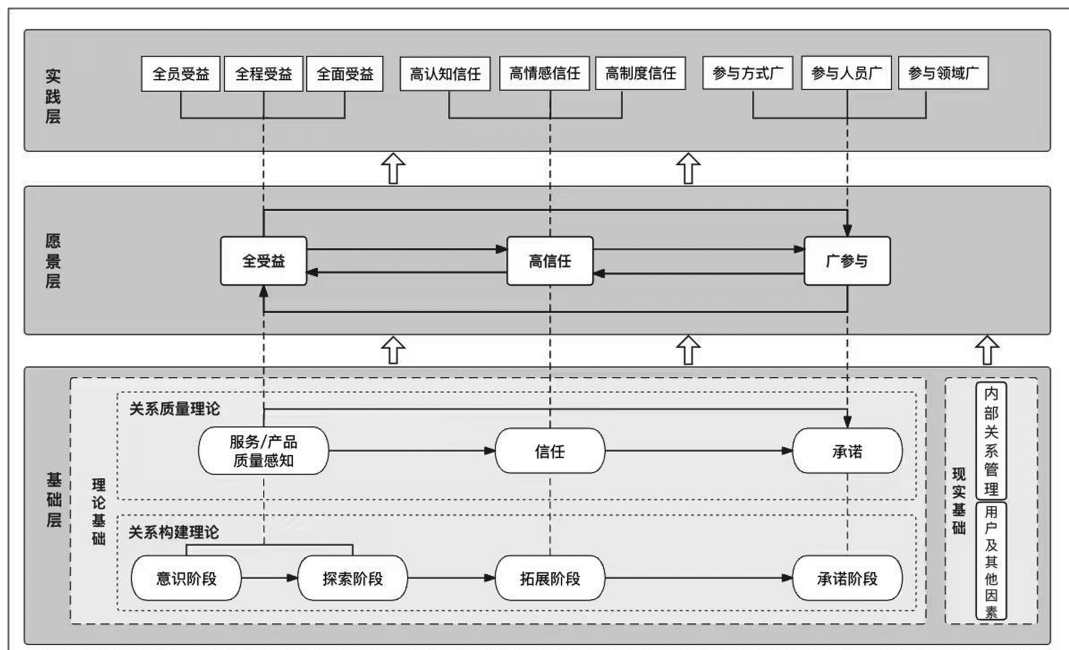 实践层
全员受益
全程受益
全面受益
高认知信任
高情感信任
高制度信任
参与方式广
参与人员广
参与领域广
愿景层
全受益
高信任
广参与
基础层
理论基础
关系质量理论
服务/产品
质量感知
信任
承诺
关系构建理论
意识阶段
探索阶段
拓展阶段
承诺阶段
现实基础
内部关系管理
用户及其他因素